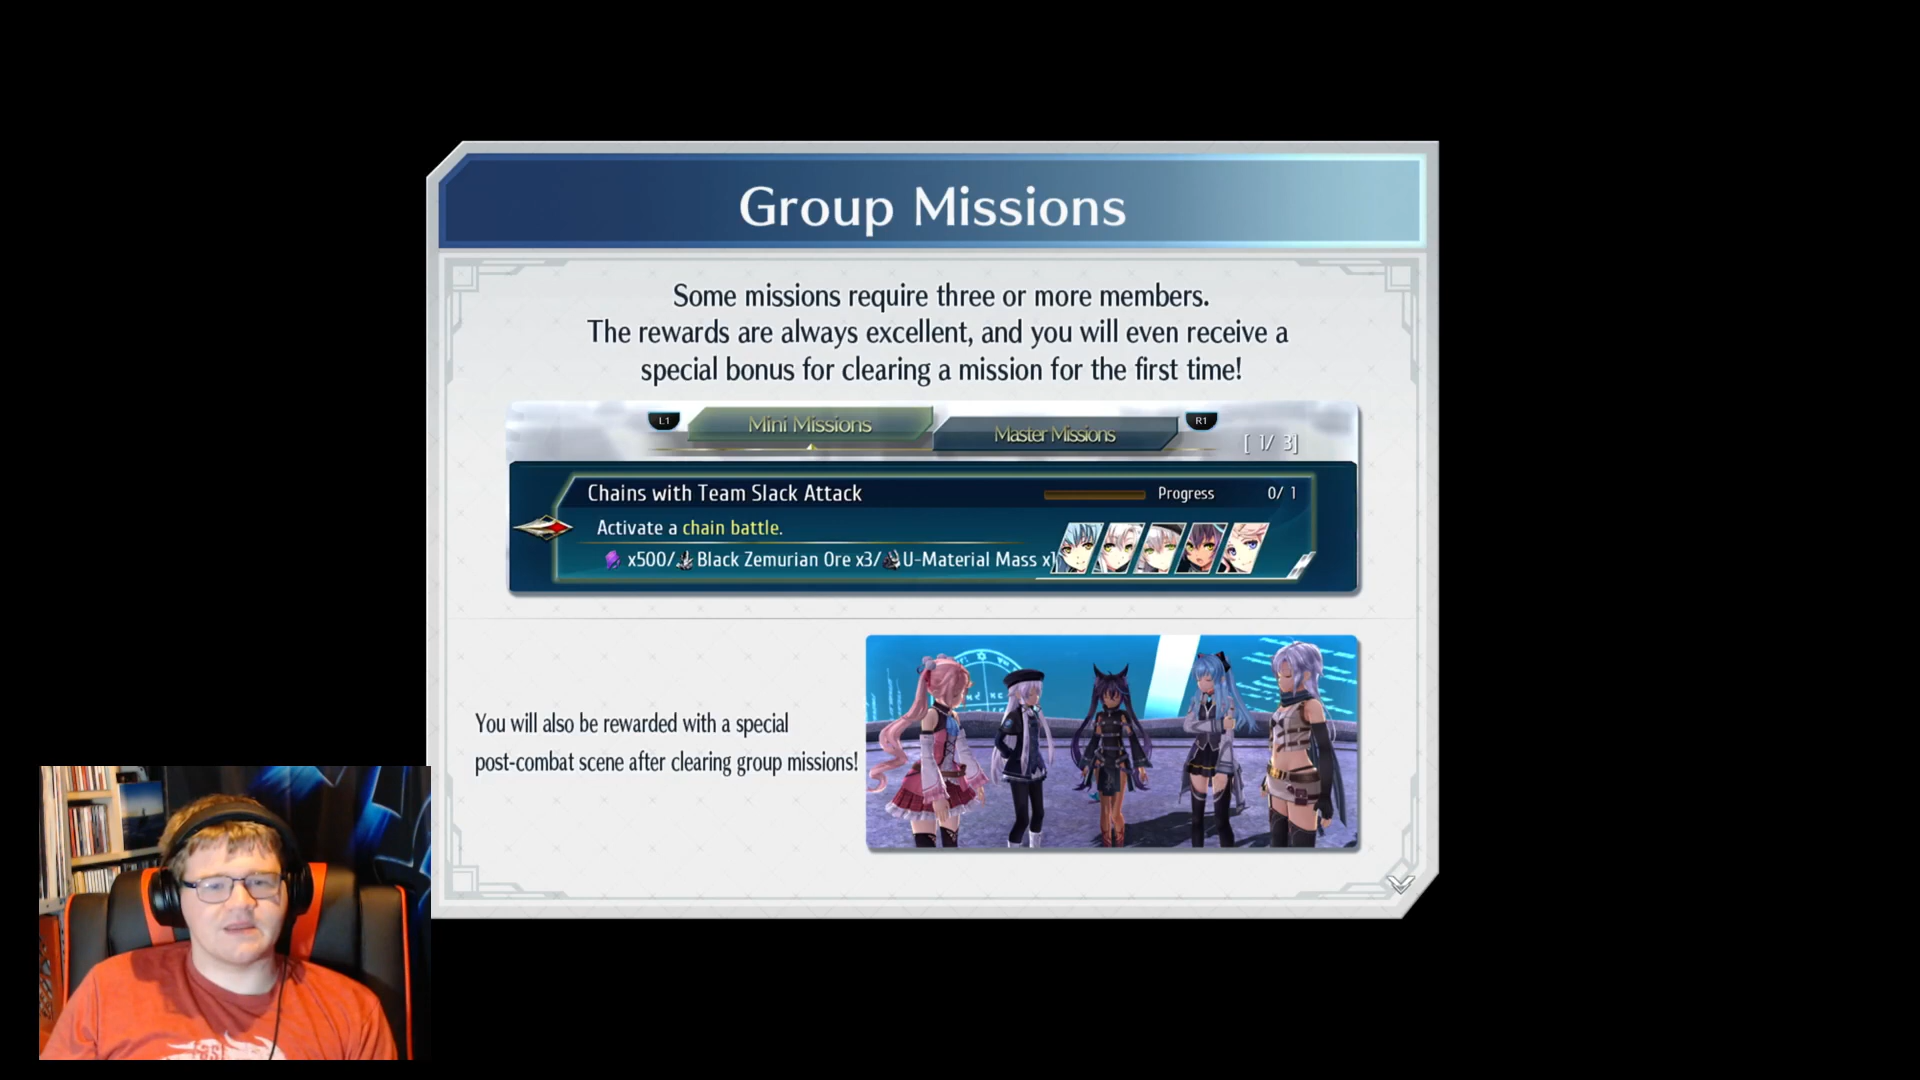 Group Missions
Some missions require three or more members.
The rewards are always excellent, and you will even receive a
special bonus for clearing a mission for the first time!
L1 Mini Missions Master Missions R1
[ 1/ 3]
Chains with Team Slack Attack Progress 0/ 1
Activate a chain battle.
x500/ Black Zemurian Ore x3/ U-Material Mass x1
You will also be rewarded with a special
post-combat scene after clearing group missions!